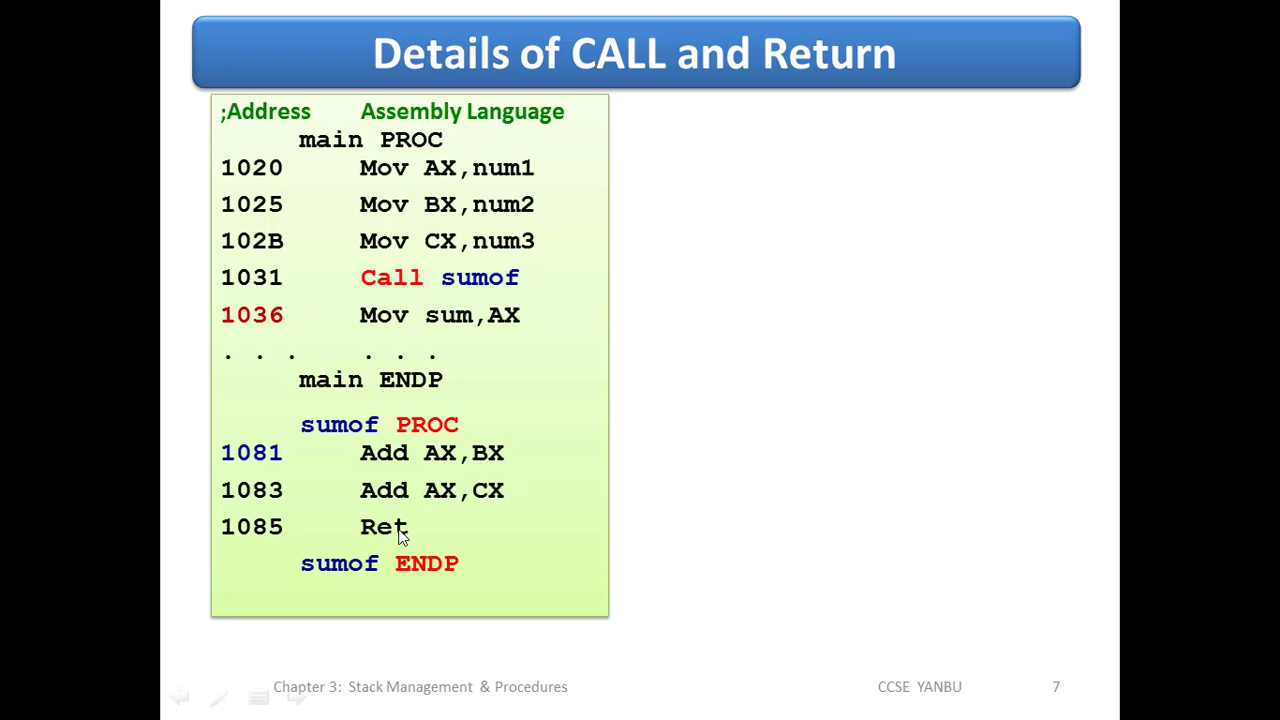 Details of CALL and Return
;Address Assembly Language
main PROC
1020 Mov AX,num1
1025 Mov BX,num2
102B Mov CX,num3
1031 Call sumof
1036 Mov sum,AX
. . . . . .
main ENDP
sumof PROC
1081 Add AX,BX
1083 Add AX,CX
1085 Ret
sumof ENDP
Chapter 3: Stack Management & Procedures CCSE YANBU 7